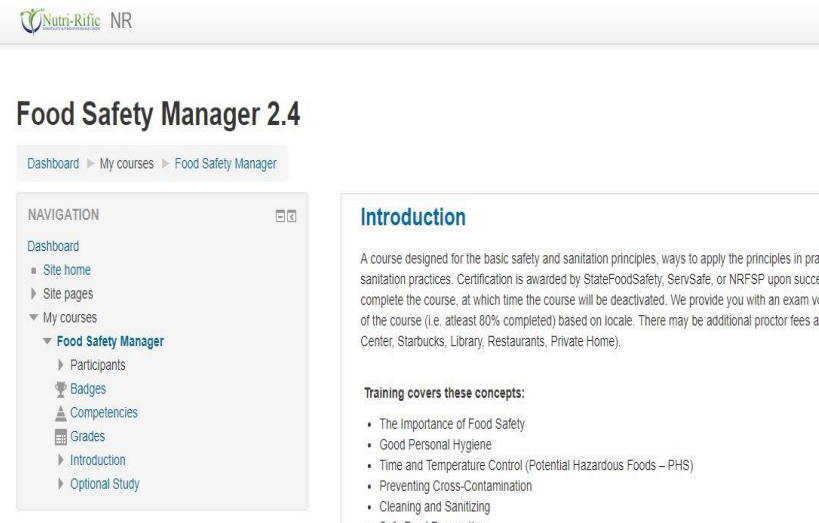 Nutri-Rific NR
Food Safety Manager 2.4
Dashboard My courses Food Safety Manager
NAVIGATION
Dashboard
Site home
Site pages
My courses
Food Safety Manager
Participants
Badges
Competencies
Grades
Introduction
Optional Study
Introduction
A course designed for the basic safety and sanitation principles, ways to apply the principles in
sanitation practices. Certification is awarded by StateFoodSafety, ServSafe, or NRFSP upon
complete the course, at which time the course will be deactivated. We provide you with an exam
of the course (i.e. atleast 80% completed) based on locale. There may be additional proctor fees
Center, Starbucks, Library, Restaurants, Private Home).
Training covers these concepts:
• The Importance of Food Safety
• Good Personal Hygiene
• Time and Temperature Control (Potential Hazardous Foods – PHS)
• Preventing Cross-Contamination
• Cleaning and Sanitizing